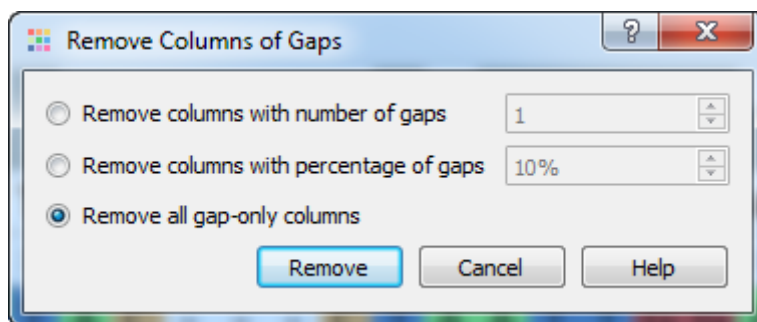 Remove Columns of Gaps ?
Remove columns with number of gaps 1
Remove columns with percentage of gaps 10%
Remove all gap-only columns
Remove Cancel Help